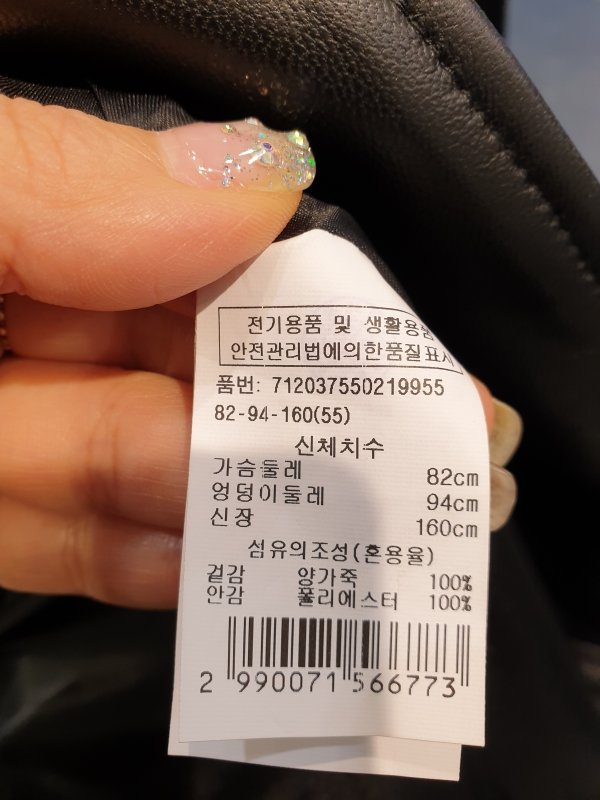 전기용품 및 생활용품
안전관리법에의한품질표시
품번: 712037550219955
82-94-160(55)
신체치수
가슴둘레 82cm
엉덩이둘레 94cm
신장 160cm
섬유의조성(혼용율)
겉감 양가죽 100%
안감 폴리에스터 100%
2 990071 566773